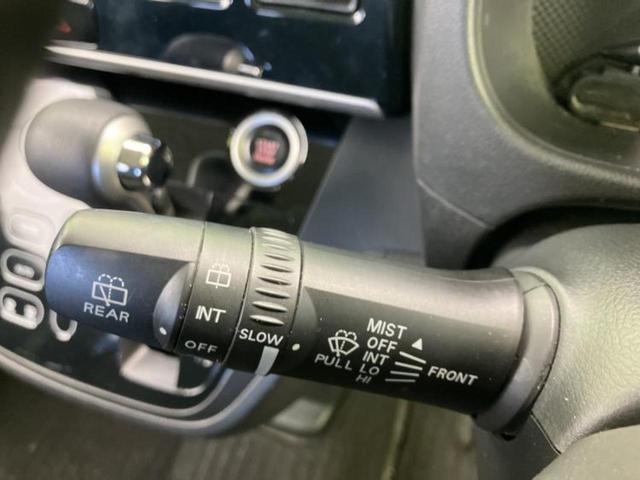 REAR
INT
OFF
SLOW
PULL
MIST
OFF
INT
LO
HI
FRONT